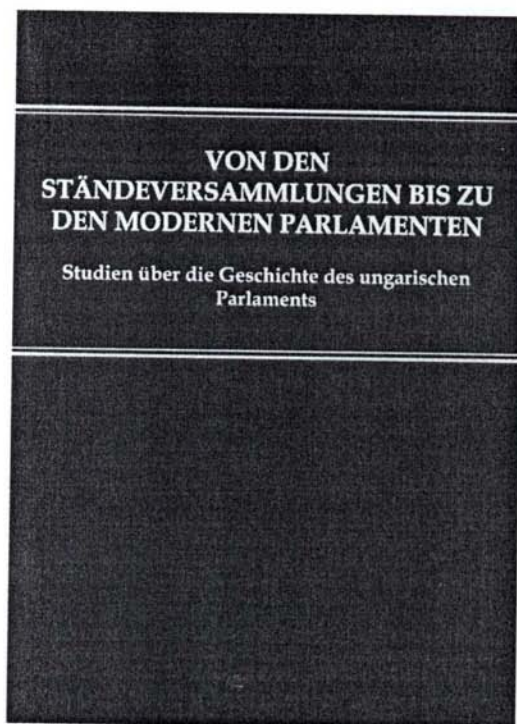 VON DEN
STÄNDEVERSAMMLUNGEN BIS ZU
DEN MODERNEN PARLAMENTEN
Studien über die Geschichte des ungarischen
Parlaments